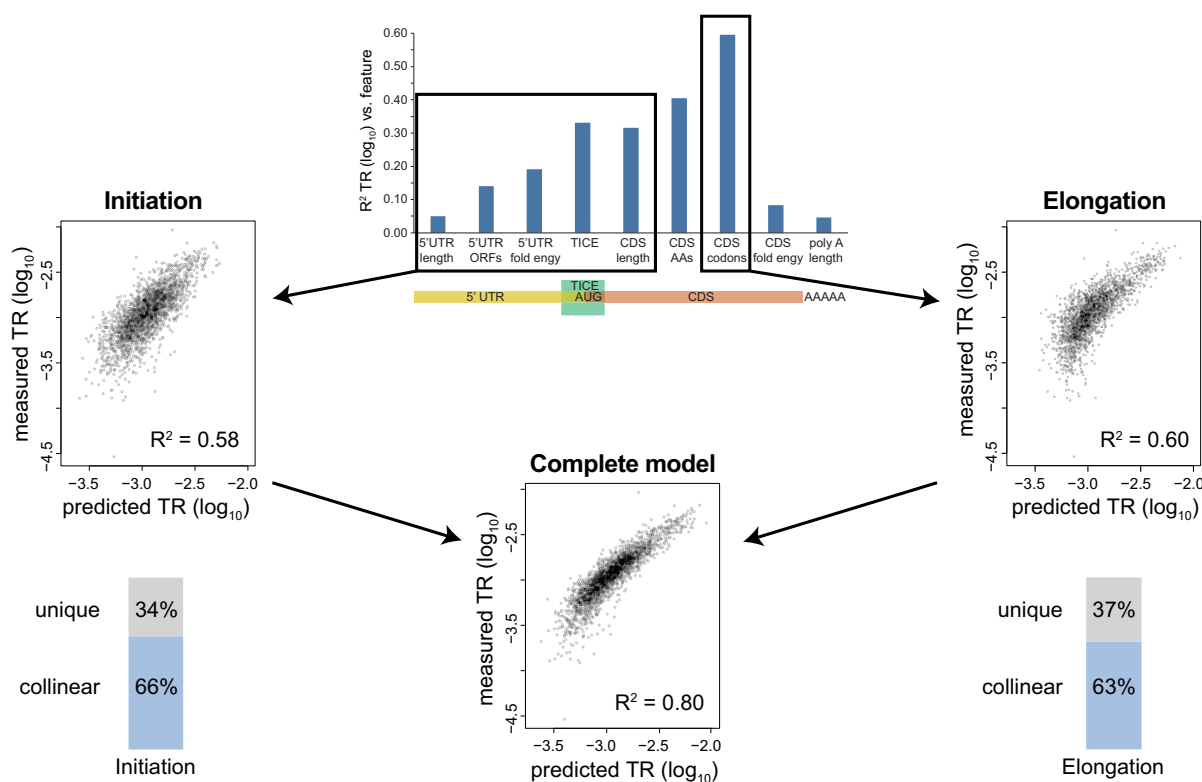 R² TR (log₁₀) vs. feature
0.60
0.50
0.40
0.30
0.20
0.10
0.00
5'UTR length
5'UTR ORFs
5'UTR fold engy
TICE
CDS length
CDS AAs
CDS codons
CDS fold engy
poly A length
TICE
5' UTR
AUG
CDS
AAAAA
Initiation
measured TR (log₁₀)
−2.5
−3.5
−4.5
R² = 0.58
−3.5 −3.0 −2.5 −2.0
predicted TR (log₁₀)
Elongation
measured TR (log₁₀)
−2.5
−3.5
−4.5
R² = 0.60
−3.5 −3.0 −2.5 −2.0
predicted TR (log₁₀)
Complete model
measured TR (log₁₀)
−2.5
−3.5
−4.5
R² = 0.80
−3.5 −3.0 −2.5 −2.0
predicted TR (log₁₀)
unique 34%
collinear 66%
Initiation
unique 37%
collinear 63%
Elongation